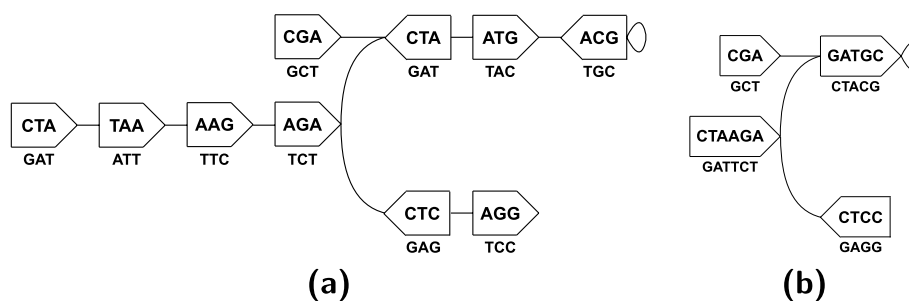 CGA CTA ATG ACG
GCT GAT TAC TGC
CTA TAA AAG AGA
GAT ATT TTC TCT
CTC AGG
GAG TCC
(a)
CGA GATGC
GCT CTACG
CTAAGA
GATTCT
CTCC
GAGG
(b)